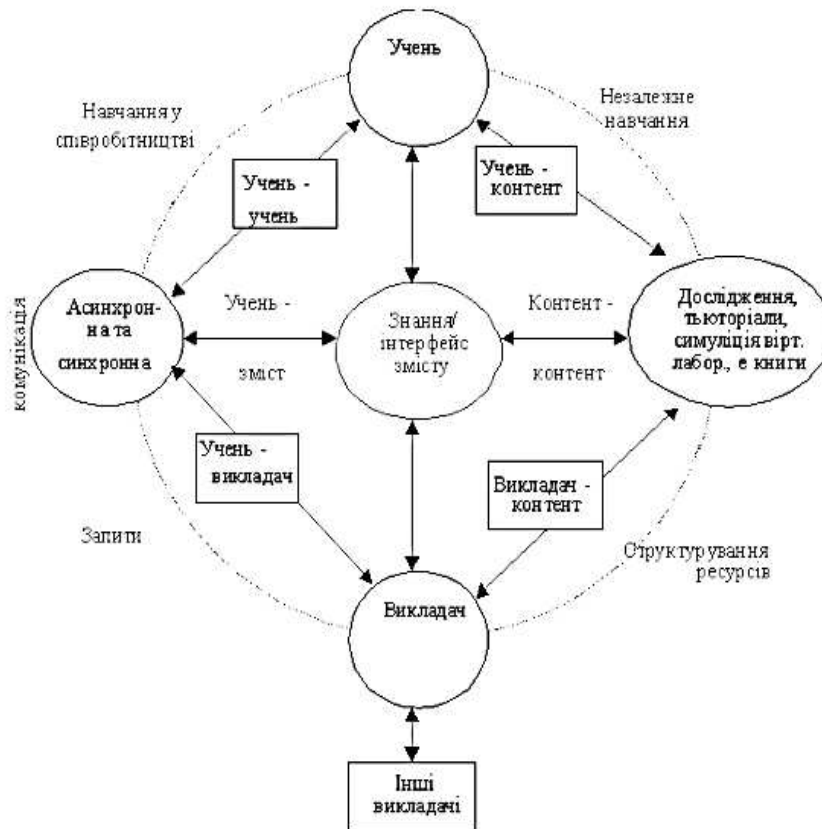 Учень
Навчання у
співробітництві
Незалежне
навчання
Учень -
учень
Учень -
контент
комунікація
Асинхрон-
на та
синхронна
Учень -
зміст
Знання/
інтерфейс
змісту
Контент -
контент
Дослідження,
тьюторіали,
симуліція вірт.
лабор., е книги
Учень -
викладач
Викладач -
контент
Запити
Структурування
ресурсів
Викладач
Інші
викладачі